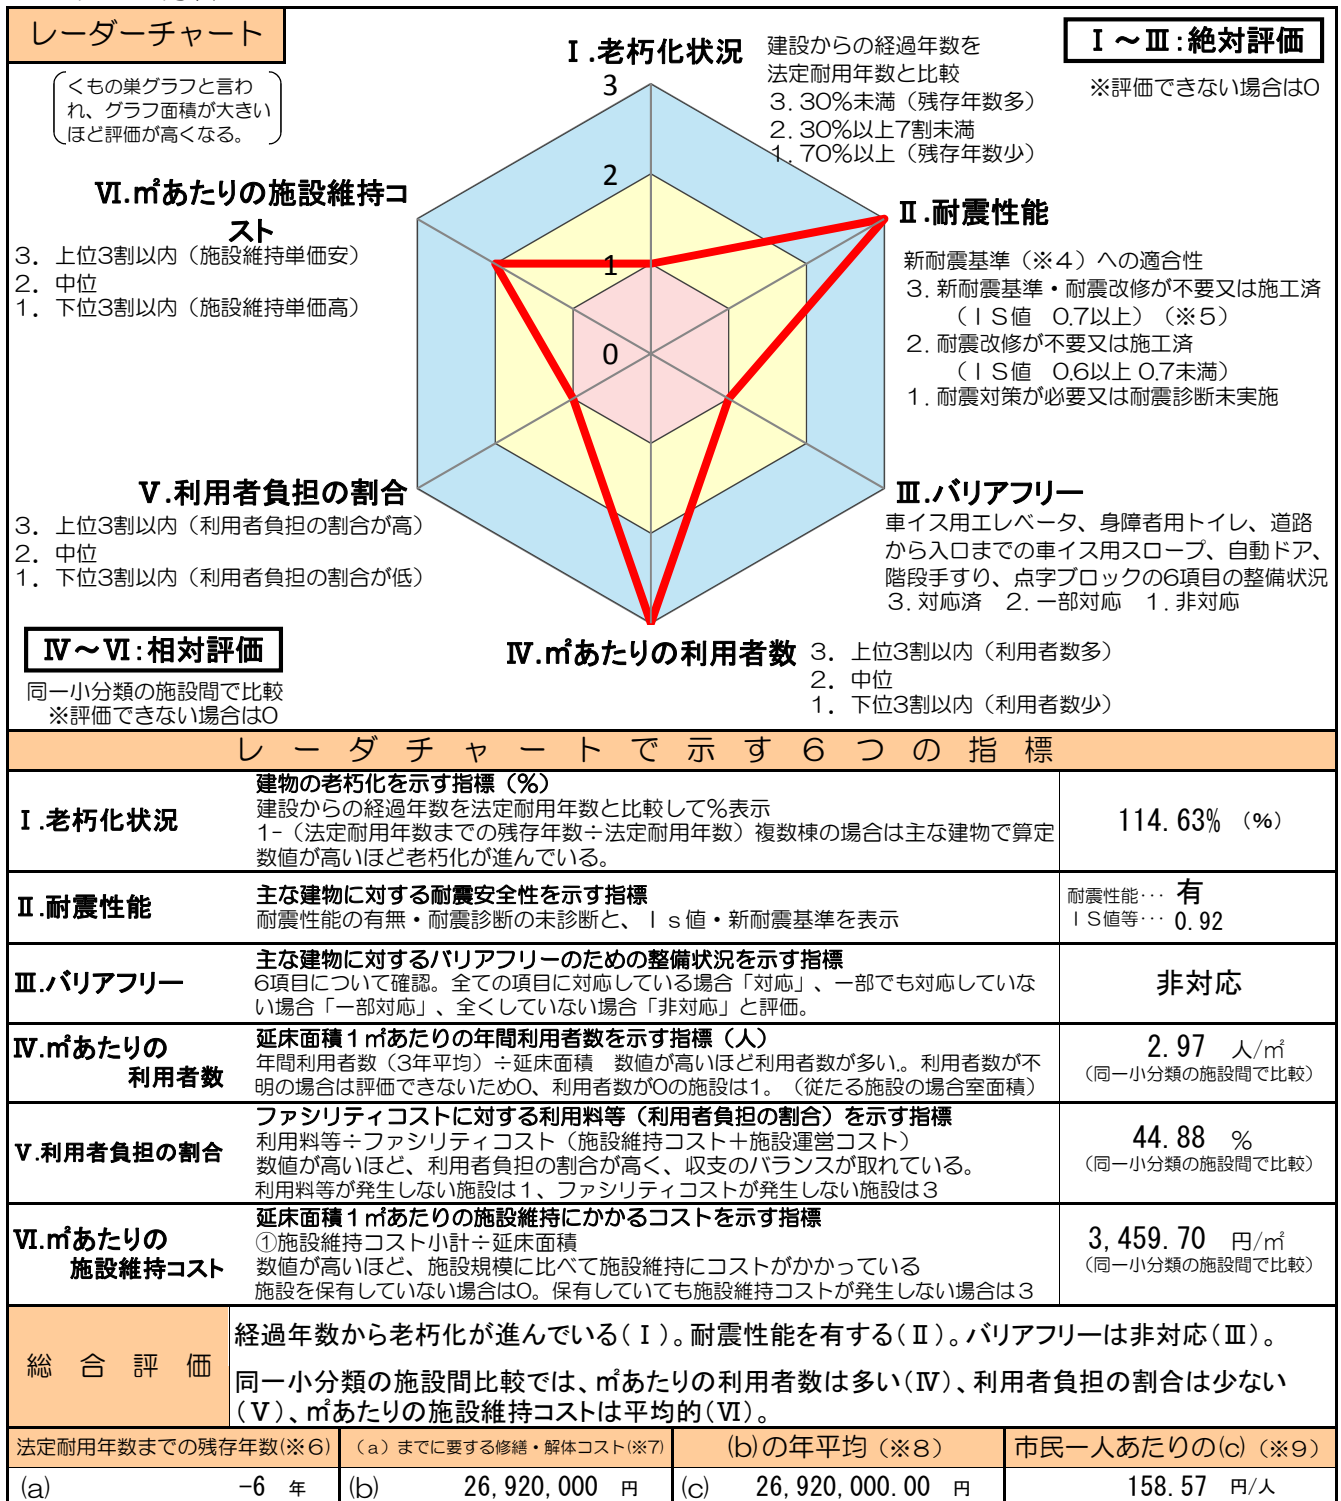 レーダーチャート
くもの巣グラフと言わ
れ、グラフ面積が大きい
ほど評価が高くなる。
Ⅰ～Ⅲ：絶対評価
※評価できない場合は0
Ⅰ.老朽化状況
建設からの経過年数を
法定耐用年数と比較
3. 30%未満（残存年数多）
2. 30%以上7割未満
1. 70%以上（残存年数少）
3
2
1
0
Ⅱ.耐震性能
新耐震基準（※4）への適合性
3. 新耐震基準・耐震改修が不要又は施工済
（ＩＳ値　0.7以上）（※5）
2. 耐震改修が不要又は施工済
（ＩＳ値　0.6以上 0.7未満）
1. 耐震対策が必要又は耐震診断未実施
Ⅵ.㎡あたりの施設維持コ
スト
3. 上位3割以内（施設維持単価安）
2. 中位
1. 下位3割以内（施設維持単価高）
Ⅴ.利用者負担の割合
3. 上位3割以内（利用者負担の割合が高）
2. 中位
1. 下位3割以内（利用者負担の割合が低）
Ⅲ.バリアフリー
車イス用エレベータ、身障者用トイレ、道路
から入口までの車イス用スロープ、自動ドア、
階段手すり、点字ブロックの6項目の整備状況
3. 対応済　2. 一部対応　1. 非対応
Ⅳ～Ⅵ：相対評価
同一小分類の施設間で比較
※評価できない場合は0
Ⅳ.㎡あたりの利用者数
3. 上位3割以内（利用者数多）
2. 中位
1. 下位3割以内（利用者数少）
レーダチャートで示す6つの指標
Ⅰ.老朽化状況
建物の老朽化を示す指標（%）
建設からの経過年数を法定耐用年数と比較して%表示
1-（法定耐用年数までの残存年数÷法定耐用年数）複数棟の場合は主な建物で算定
数値が高いほど老朽化が進んでいる。
114.63%（%）
Ⅱ.耐震性能
主な建物に対する耐震安全性を示す指標
耐震性能の有無・耐震診断の未診断と、Ｉｓ値・新耐震基準を表示
耐震性能･･･ 有
ＩＳ値等･･･ 0.92
Ⅲ.バリアフリー
主な建物に対するバリアフリーのための整備状況を示す指標
6項目について確認。全ての項目に対応している場合「対応」、一部でも対応していな
い場合「一部対応」、全くしていない場合「非対応」と評価。
非対応
Ⅳ.㎡あたりの
利用者数
延床面積１㎡あたりの年間利用者数を示す指標（人）
年間利用者数（3年平均）÷延床面積　数値が高いほど利用者数が多い。利用者数が不
明の場合は評価できないため0、利用者数が0の施設は1。（従たる施設の場合室面積）
2.97 人/㎡
（同一小分類の施設間で比較）
Ⅴ.利用者負担の割合
ファシリティコストに対する利用料等（利用者負担の割合）を示す指標
利用料等÷ファシリティコスト（施設維持コスト＋施設運営コスト）
数値が高いほど、利用者負担の割合が高く、収支のバランスが取れている。
利用料等が発生しない施設は1、ファシリティコストが発生しない施設は3
44.88 %
（同一小分類の施設間で比較）
Ⅵ.㎡あたりの
施設維持コスト
延床面積１㎡あたりの施設維持にかかるコストを示す指標
①施設維持コスト小計÷延床面積
数値が高いほど、施設規模に比べて施設維持にコストがかかっている
施設を保有していない場合は0。保有していても施設維持コストが発生しない場合は3
3,459.70 円/㎡
（同一小分類の施設間で比較）
総合評価
経過年数から老朽化が進んでいる(Ⅰ)。耐震性能を有する(Ⅱ)。バリアフリーは非対応(Ⅲ)。
同一小分類の施設間比較では、㎡あたりの利用者数は多い(Ⅳ)、利用者負担の割合は少ない
(Ⅴ)、㎡あたりの施設維持コストは平均的(Ⅵ)。
法定耐用年数までの残存年数(※6)
（a）までに要する修繕・解体コスト(※7)
(b)の年平均（※8）
市民一人あたりの(c)（※9）
(a) -6 年
(b) 26,920,000 円
(c) 26,920,000.00 円
158.57 円/人